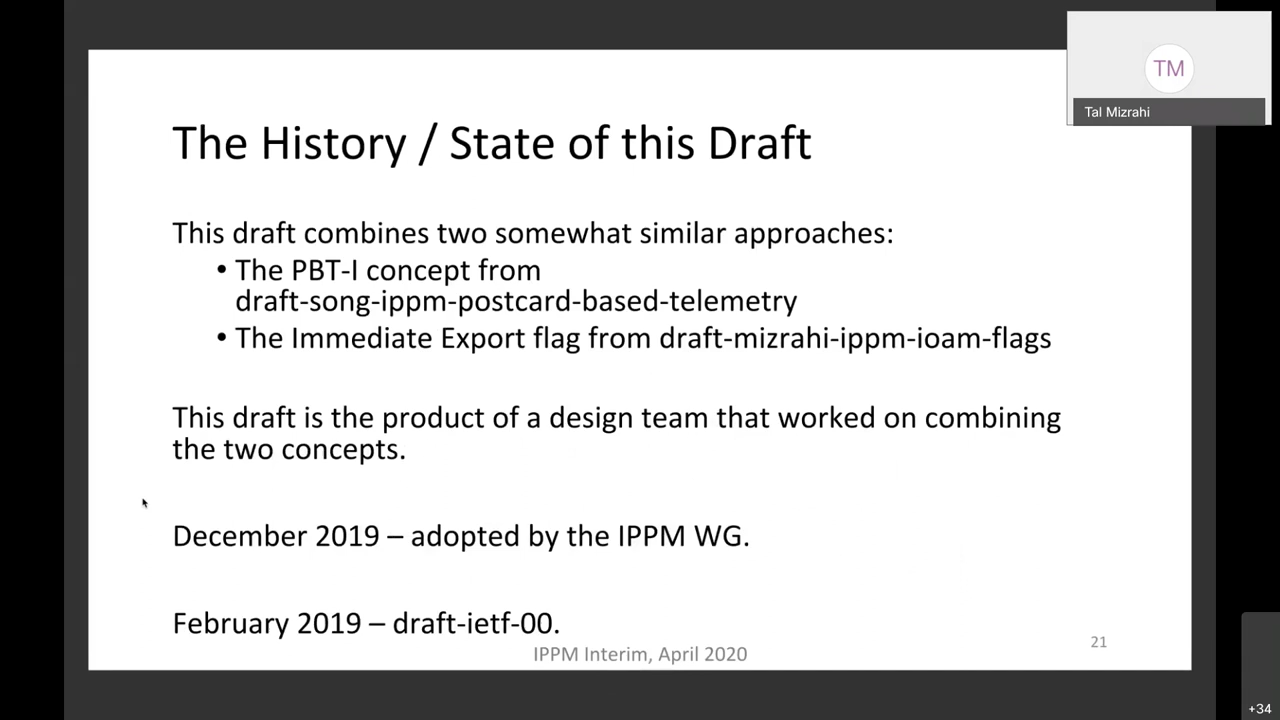 TM
Tal Mizrahi
The History / State of this Draft
This draft combines two somewhat similar approaches:
• The PBT-I concept from
draft-song-ippm-postcard-based-telemetry
• The Immediate Export flag from draft-mizrahi-ippm-ioam-flags
This draft is the product of a design team that worked on combining
the two concepts.
December 2019 – adopted by the IPPM WG.
February 2019 – draft-ietf-00.
IPPM Interim, April 2020
21
+34